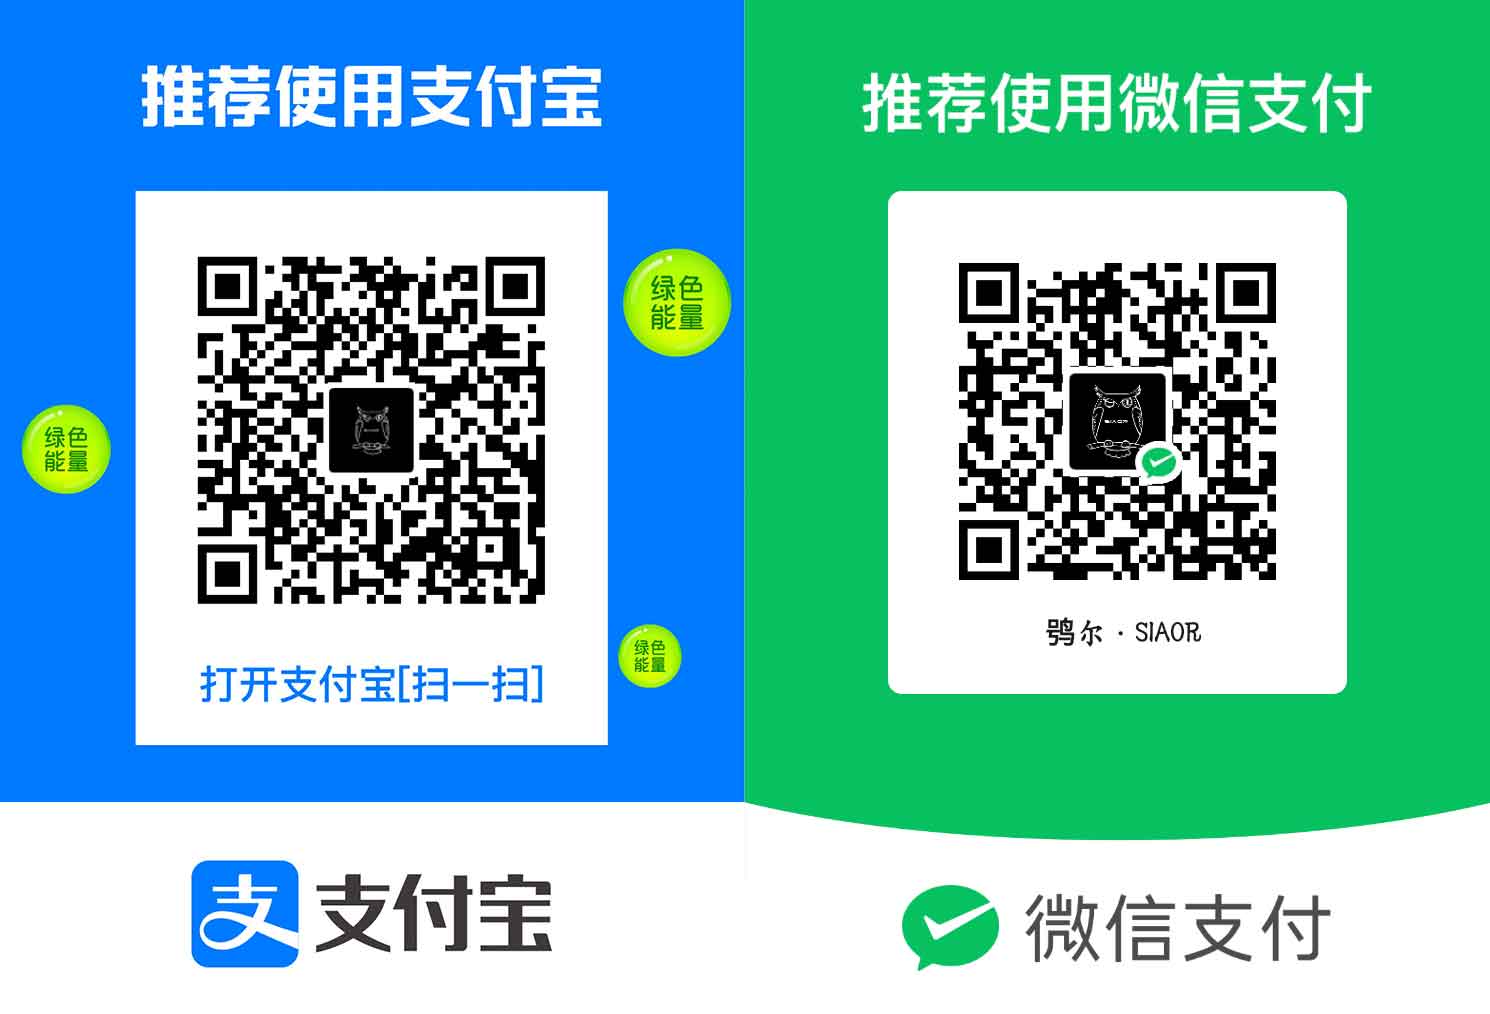 推荐使用支付宝
绿色
能量
绿色
能量
绿色
能量
打开支付宝[扫一扫]
支 支付宝
推荐使用微信支付
SIAOR
鸮尔 · SIAOR
微信支付